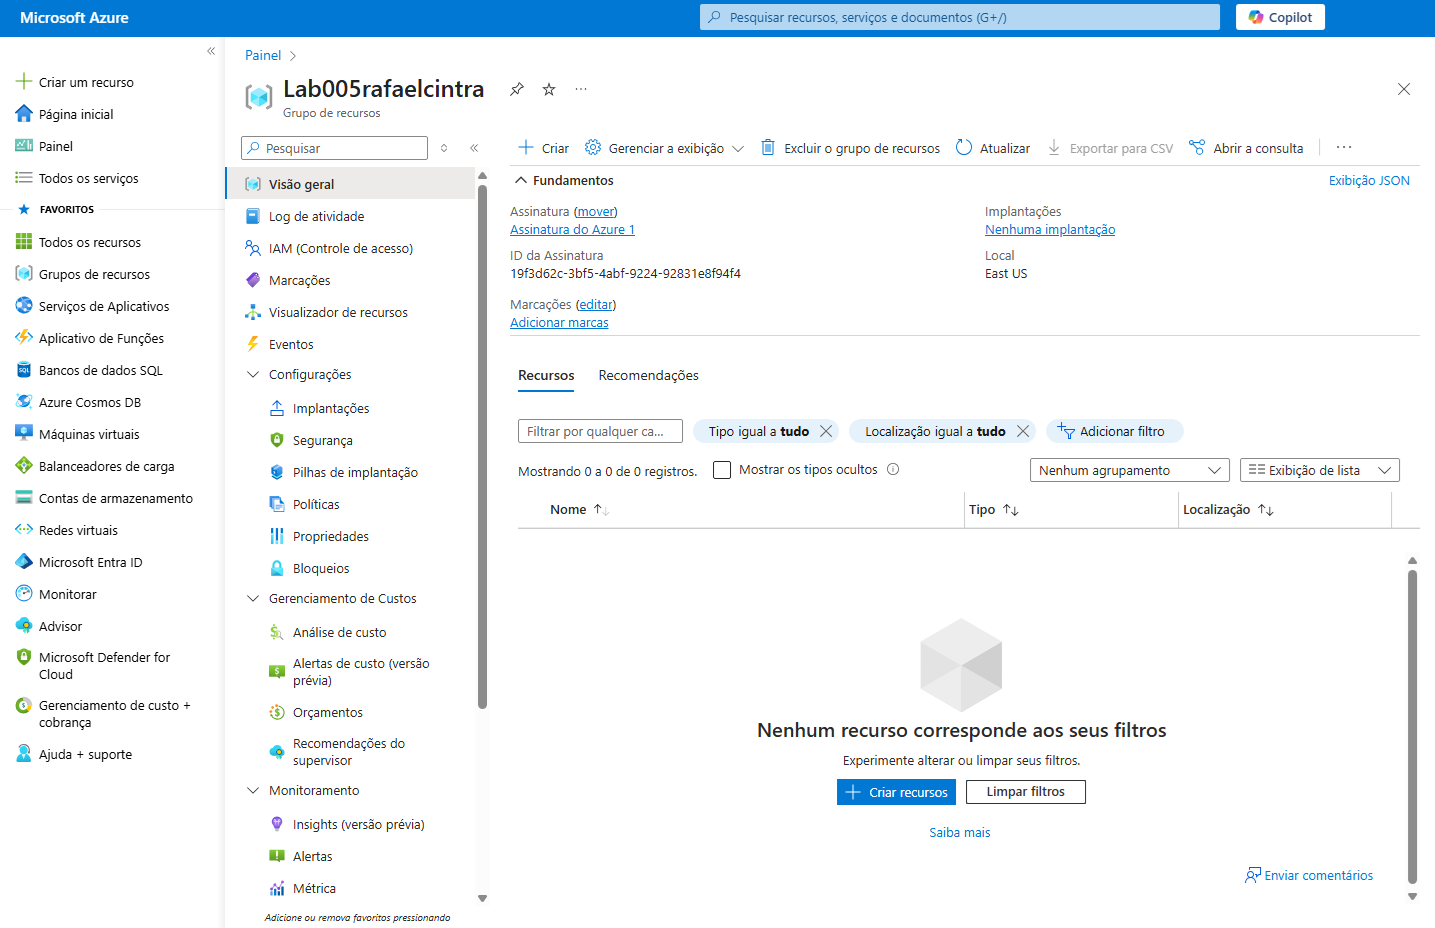 Microsoft Azure
Pesquisar recursos, serviços e documentos (G+/)
Copilot
Criar um recurso
Página inicial
Painel
Todos os serviços
FAVORITOS
Todos os recursos
Grupos de recursos
Serviços de Aplicativos
Aplicativo de Funções
Bancos de dados SQL
Azure Cosmos DB
Máquinas virtuais
Balanceadores de carga
Contas de armazenamento
Redes virtuais
Microsoft Entra ID
Monitorar
Advisor
Microsoft Defender for
Cloud
Gerenciamento de custo +
cobrança
Ajuda + suporte
Painel
Lab005rafaelcintra
Grupo de recursos
Pesquisar
Visão geral
Log de atividade
IAM (Controle de acesso)
Marcações
Visualizador de recursos
Eventos
Configurações
Implantações
Segurança
Pilhas de implantação
Políticas
Propriedades
Bloqueios
Gerenciamento de Custos
Análise de custo
Alertas de custo (versão
prévia)
Orçamentos
Recomendações do
supervisor
Monitoramento
Insights (versão prévia)
Alertas
Métrica
Adicione ou remova favoritos pressionando
Criar
Gerenciar a exibição
Excluir o grupo de recursos
Atualizar
Exportar para CSV
Abrir a consulta
Fundamentos
Exibição JSON
Assinatura (mover)
Assinatura do Azure 1
ID da Assinatura
19f3d62c-3bf5-4abf-9224-92831e8f94f4
Marcações (editar)
Adicionar marcas
Implantações
Nenhuma implantação
Local
East US
Recursos
Recomendações
Filtrar por qualquer ca...
Tipo igual a tudo
Localização igual a tudo
Adicionar filtro
Mostrando 0 a 0 de 0 registros.
Mostrar os tipos ocultos
Nenhum agrupamento
Exibição de lista
Nome
Tipo
Localização
Nenhum recurso corresponde aos seus filtros
Experimente alterar ou limpar seus filtros.
Criar recursos
Limpar filtros
Saiba mais
Enviar comentários